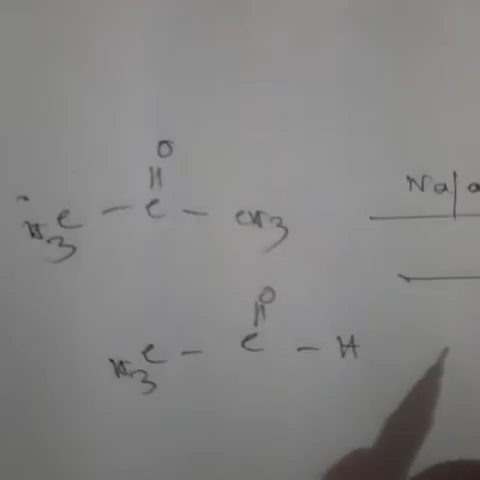 O
||
H3C — C — CH3 Na/a
O
||
H3C — C — H